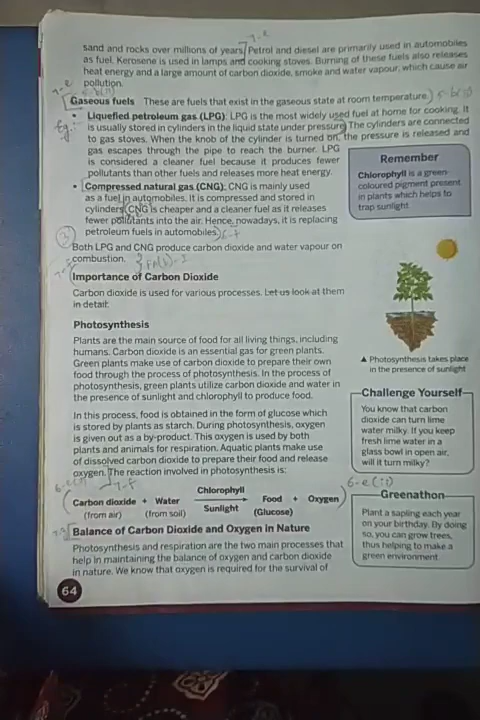 sand and rocks over millions of years. Petrol and diesel are primarily used in automobiles
as fuel. Kerosene is used in lamps and cooking stoves. Burning of these fuels also releases
heat energy and a large amount of carbon dioxide, smoke and water vapour, which cause air
pollution.
Gaseous fuels These are fuels that exist in the gaseous state at room temperature.
• Liquefied petroleum gas (LPG): LPG is the most widely used fuel at home for cooking. It
is usually stored in cylinders in the liquid state under pressure. The cylinders are connected
to gas stoves. When the knob of the cylinder is turned on, the pressure is released and
gas escapes through the pipe to reach the burner. LPG
is considered a cleaner fuel because it produces fewer
pollutants than other fuels and releases more heat energy.
• Compressed natural gas (CNG): CNG is mainly used
as a fuel in automobiles. It is compressed and stored in
cylinders. CNG is cheaper and a cleaner fuel as it releases
fewer pollutants into the air. Hence, nowadays, it is replacing
petroleum fuels in automobiles.
Both LPG and CNG produce carbon dioxide and water vapour on
combustion.
Importance of Carbon Dioxide
Carbon dioxide is used for various processes. Let us look at them
in detail.
Photosynthesis
Plants are the main source of food for all living things, including
humans. Carbon dioxide is an essential gas for green plants.
Green plants make use of carbon dioxide to prepare their own
food through the process of photosynthesis. In the process of
photosynthesis, green plants utilize carbon dioxide and water in
the presence of sunlight and chlorophyll to produce food.
In this process, food is obtained in the form of glucose which
is stored by plants as starch. During photosynthesis, oxygen
is given out as a by-product. This oxygen is used by both
plants and animals for respiration. Aquatic plants make use
of dissolved carbon dioxide to prepare their food and release
oxygen. The reaction involved in photosynthesis is:
Chlorophyll
Carbon dioxide + Water → Food + Oxygen
(from air) (from soil) Sunlight (Glucose)
Balance of Carbon Dioxide and Oxygen in Nature
Photosynthesis and respiration are the two main processes that
help in maintaining the balance of oxygen and carbon dioxide
in nature. We know that oxygen is required for the survival of
64
Remember
Chlorophyll is a green-
coloured pigment present
in plants which helps to
trap sunlight.
▲ Photosynthesis takes place
in the presence of sunlight
Challenge Yourself
You know that carbon
dioxide can turn lime
water milky. If you keep
fresh lime water in a
glass bowl in open air,
will it turn milky?
Greenathon
Plant a sapling each year
on your birthday. By doing
so, you can grow trees,
thus helping to make a
green environment.